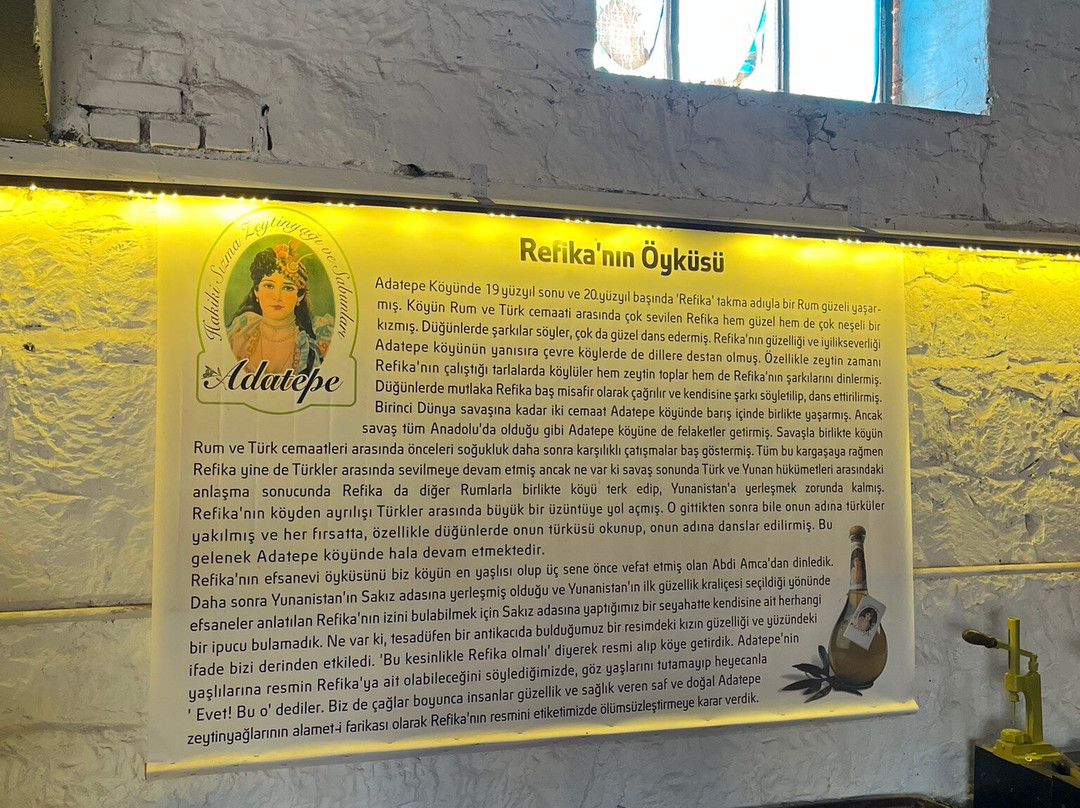 Refika'nın Öyküsü
Hakiki Sızma Zeytinyağı ve Sabunları
Adatepe
Adatepe Köyünde 19 yüzyıl sonu ve 20.yüzyıl başında 'Refika' takma adıyla bir Rum güzeli yaşar-
mış. Köyün Rum ve Türk cemaati arasında çok sevilen Refika hem güzel hem de çok neşeli bir
kızmış. Düğünlerde şarkılar söyler, çok da güzel dans edermiş. Refika'nın güzelliği ve iyilikseverliği
Adatepe köyünün yanısıra çevre köylerde de dillere destan olmuş. Özellikle zeytin zamanı
Refika'nın çalıştığı tarlalarda köylüler hem zeytin toplar hem de Refika'nın şarkılarını dinlermiş.
Düğünlerde mutlaka Refika baş misafir olarak çağrılır ve kendisine şarkı söyletilip, dans ettirilirmiş.
Birinci Dünya savaşına kadar iki cemaat Adatepe köyünde barış içinde birlikte yaşarmış. Ancak
savaş tüm Anadolu'da olduğu gibi Adatepe köyüne de felaketler getirmiş. Savaşla birlikte köyün
Rum ve Türk cemaatleri arasında önceleri soğukluk daha sonra karşılıklı çatışmalar baş göstermiş. Tüm bu kargaşaya rağmen
Refika yine de Türkler arasında sevilmeye devam etmiş ancak ne var ki savaş sonunda Türk ve Yunan hükümetleri arasındaki
anlaşma sonucunda Refika da diğer Rumlarla birlikte köyü terk edip, Yunanistan'a yerleşmek zorunda kalmış.
Refika'nın köyden ayrılışı Türkler arasında büyük bir üzüntüye yol açmış. O gittikten sonra bile onun adına türküler
yakılmış ve her fırsatta, özellikle düğünlerde onun türküsü okunup, onun adına danslar edilirmiş. Bu
gelenek Adatepe köyünde hala devam etmektedir.
Refika'nın efsanevi öyküsünü biz köyün en yaşlısı olup üç sene önce vefat etmiş olan Abdi Amca'dan dinledik.
Daha sonra Yunanistan'ın Sakız adasına yerleşmiş olduğu ve Yunanistan'ın ilk güzellik kraliçesi seçildiği yönünde
efsaneler anlatılan Refika'nın izini bulabilmek için Sakız adasına yaptığımız bir seyahatte kendisine ait herhangi
bir ipucu bulamadık. Ne var ki, tesadüfen bir antikacıda bulduğumuz bir resimdeki kızın güzelliği ve yüzündeki
ifade bizi derinden etkiledi. 'Bu kesinlikle Refika olmalı' diyerek resmi alıp köye getirdik. Adatepe'nin
yaşlılarına resmin Refika'ya ait olabileceğini söylediğimizde, göz yaşlarını tutamayıp heyecanla
' Evet! Bu o' dediler. Biz de çağlar boyunca insanlar güzellik ve sağlık veren saf ve doğal Adatepe
zeytinyağlarının alamet-i farikası olarak Refika'nın resmini etiketimizde ölümsüzleştirmeye karar verdik.